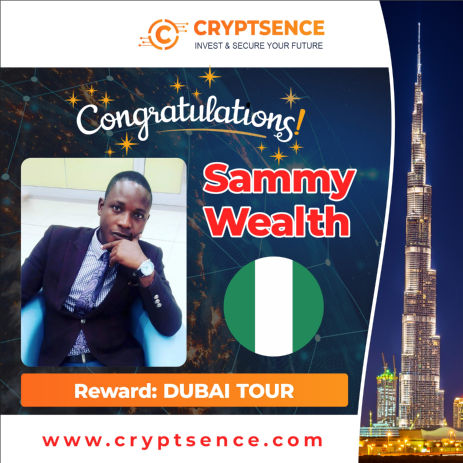 CRYPTSENCE
INVEST & SECURE YOUR FUTURE
Congratulations!
Sammy
Wealth
Reward: DUBAI TOUR
www.cryptsence.com